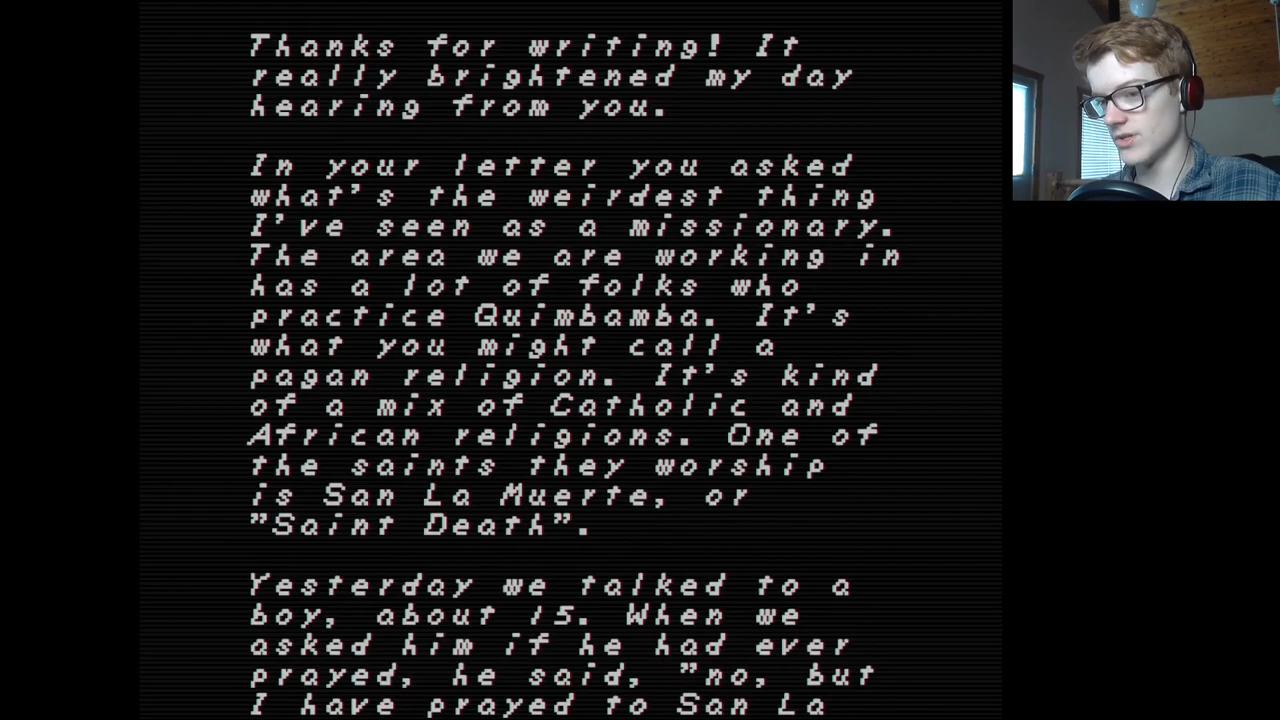 Thanks for writing! It
really brightened my day
hearing from you.
In your letter you asked
what's the weirdest thing
I've seen as a missionary.
The area we are working in
has a lot of folks who
practice Quimbamba. It's
what you might call a
pagan religion. It's kind
of a mix of Catholic and
African religions. One of
the saints they worship
is San La Muerte, or
"Saint Death".
Yesterday we talked to a
boy, about 15. When we
asked him if he had ever
prayed, he said, "no, but
I have prayed to San La